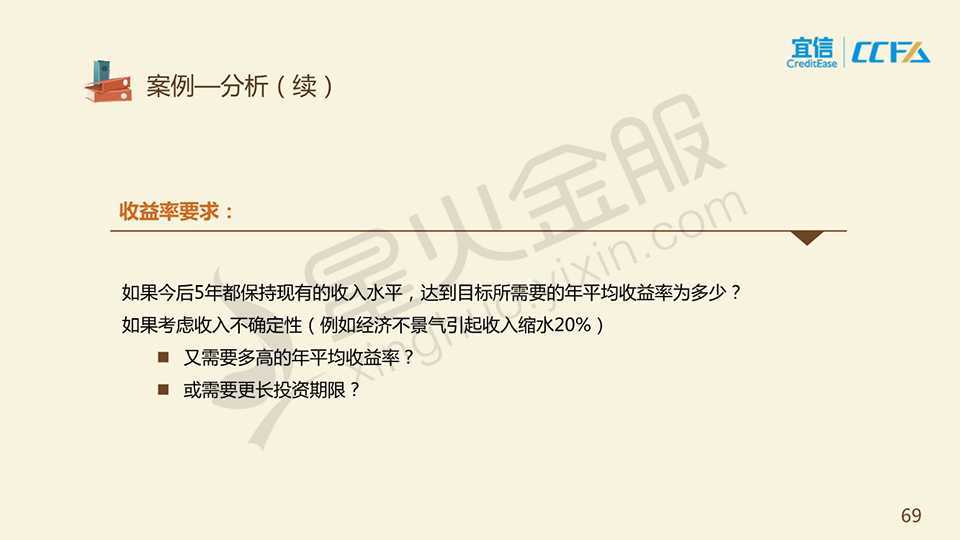 宜信
CreditEase
CCFA
案例—分析（续）
星火金服
xinghuo.yixin.com
收益率要求：
如果今后5年都保持现有的收入水平，达到目标所需要的年平均收益率为多少？
如果考虑收入不确定性（例如经济不景气引起收入缩水20%）
■ 又需要多高的年平均收益率？
■ 或需要更长投资期限？
69